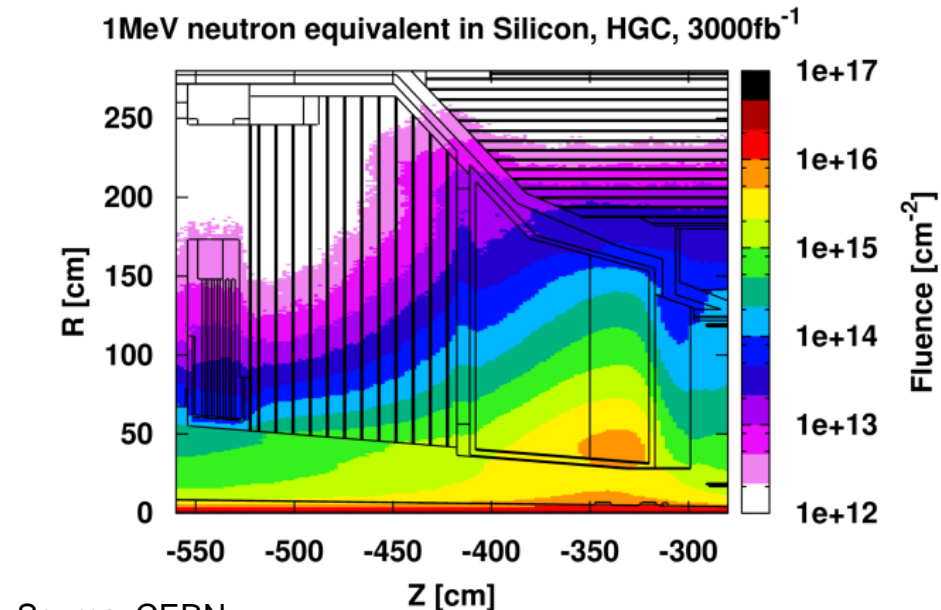 1MeV neutron equivalent in Silicon, HGC, 3000fb⁻¹
R [cm]
250
200
150
100
50
0
-550 -500 -450 -400 -350 -300
Z [cm]
1e+17
1e+16
1e+15
1e+14
1e+13
1e+12
Fluence [cm⁻²]